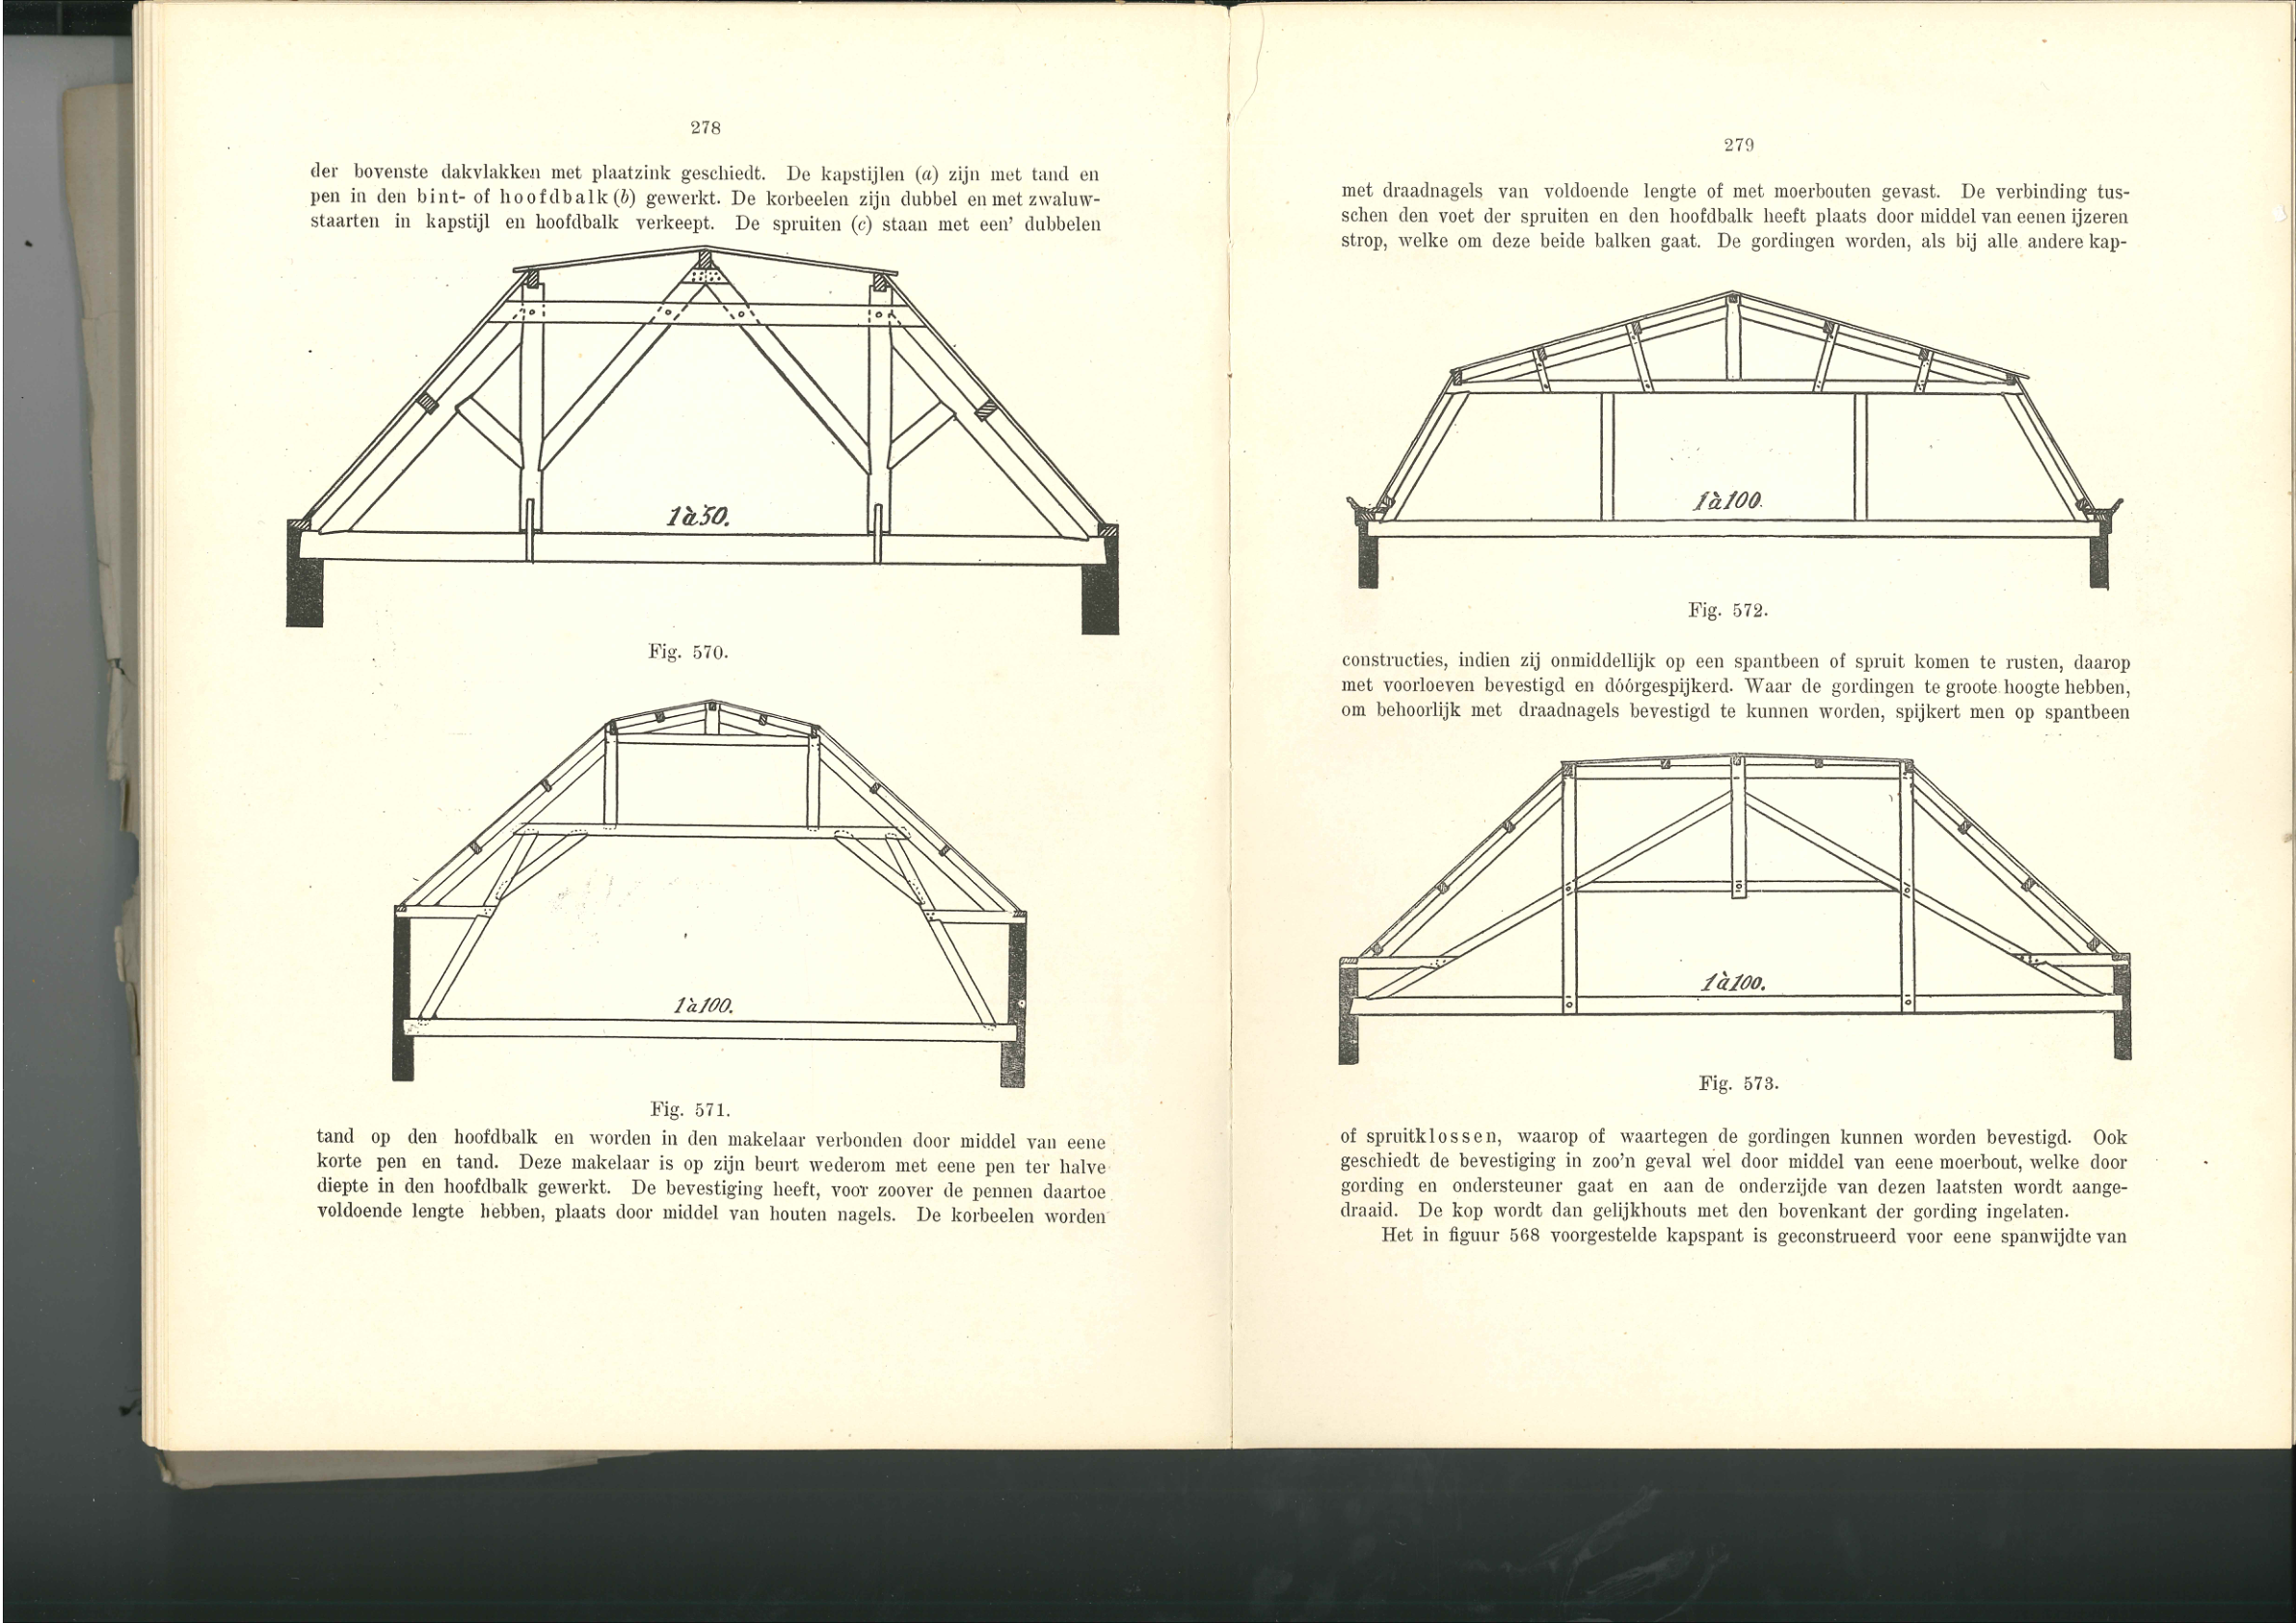 278
der bovenste dakvlakken met plaatzink geschiedt. De kapstijlen (a) zijn met tand en
pen in den bint- of hoofdbalk (b) gewerkt. De korbeelen zijn dubbel en met zwaluw-
staarten in kapstijl en hoofdbalk verkeept. De spruiten (c) staan met een' dubbelen
1 à 50.
Fig. 570.
1 à 100.
Fig. 571.
tand op den hoofdbalk en worden in den makelaar verbonden door middel van eene
korte pen en tand. Deze makelaar is op zijn beurt wederom met eene pen ter halve
diepte in den hoofdbalk gewerkt. De bevestiging heeft, voor zoover de pennen daartoe
voldoende lengte hebben, plaats door middel van houten nagels. De korbeelen worden
279
met draadnagels van voldoende lengte of met moerbouten gevast. De verbinding tus-
schen den voet der spruiten en den hoofdbalk heeft plaats door middel van eenen ijzeren
strop, welke om deze beide balken gaat. De gordingen worden, als bij alle andere kap-
1 à 100.
Fig. 572.
constructies, indien zij onmiddellijk op een spantbeen of spruit komen te rusten, daarop
met voorloeven bevestigd en dóórgespijkerd. Waar de gordingen te groote hoogte hebben,
om behoorlijk met draadnagels bevestigd te kunnen worden, spijkert men op spantbeen
1 à 100.
Fig. 573.
of spruitklossen, waarop of waartegen de gordingen kunnen worden bevestigd. Ook
geschiedt de bevestiging in zoo'n geval wel door middel van eene moerbout, welke door
gording en ondersteuner gaat en aan de onderzijde van dezen laatsten wordt aange-
draaid. De kop wordt dan gelijkhouts met den bovenkant der gording ingelaten.
Het in figuur 568 voorgestelde kapspant is geconstrueerd voor eene spanwijdte van